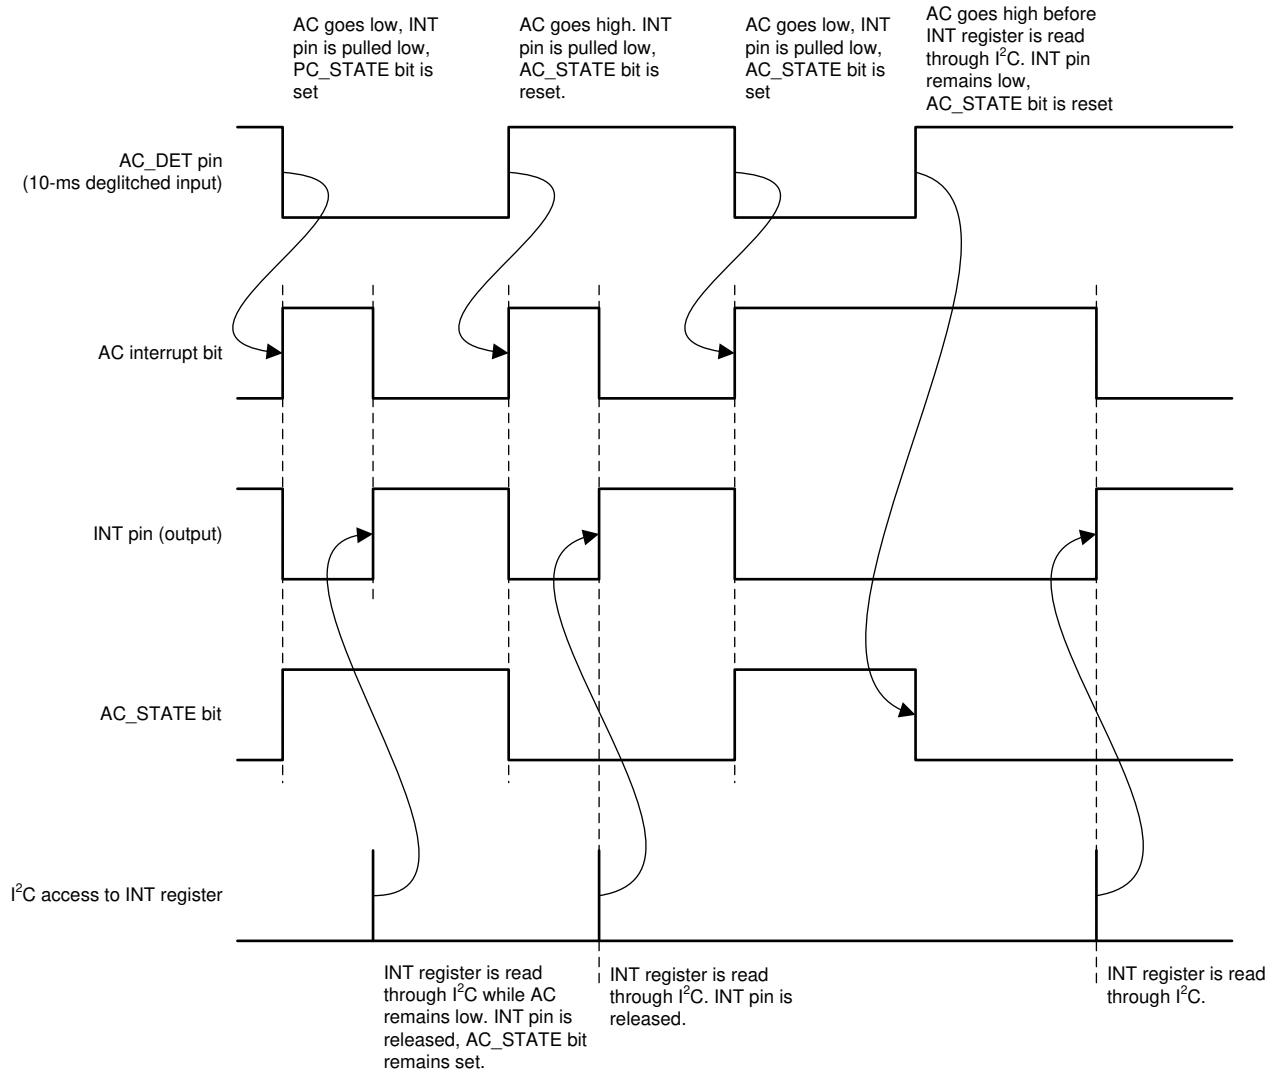 AC goes low, INT
pin is pulled low,
PC_STATE bit is
set
AC goes high. INT
pin is pulled low,
AC_STATE bit is
reset.
AC goes low, INT
pin is pulled low,
AC_STATE bit is
set
AC goes high before
INT register is read
through I²C. INT pin
remains low,
AC_STATE bit is reset
AC_DET pin
(10-ms deglitched input)
AC interrupt bit
INT pin (output)
AC_STATE bit
I²C access to INT register
INT register is read
through I²C while AC
remains low. INT pin is
released, AC_STATE bit
remains set.
INT register is read
through I²C. INT pin is
released.
INT register is read
through I²C.